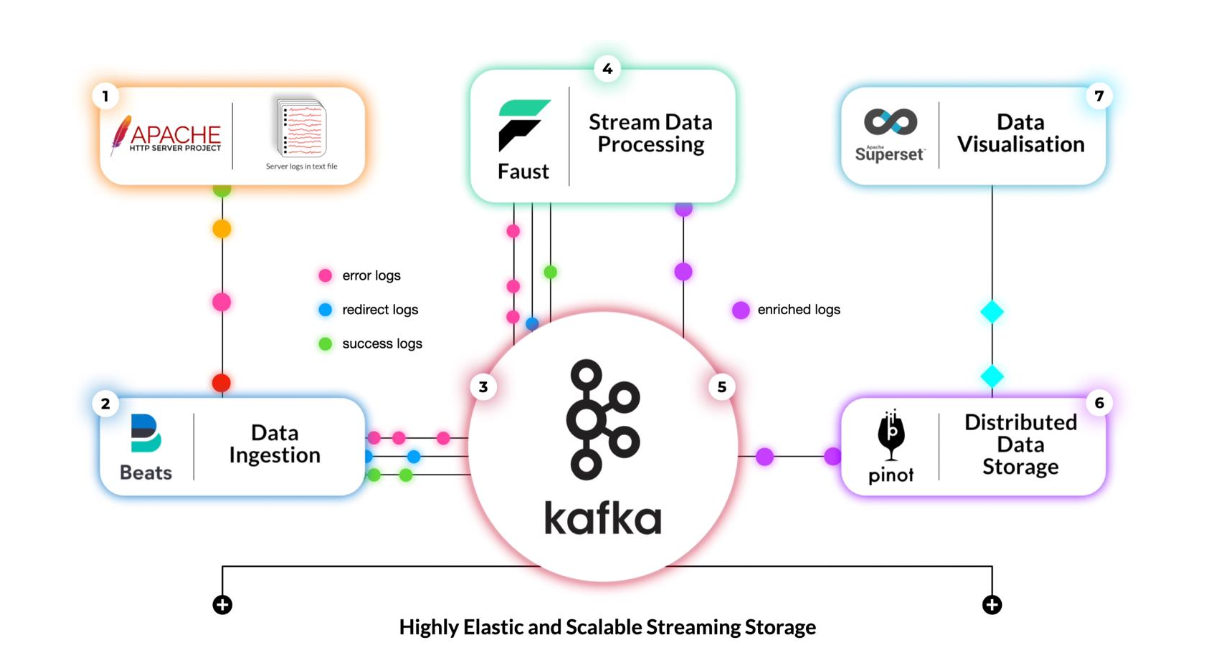 1
APACHE
HTTP SERVER PROJECT
Server logs in text file
4
Faust
Stream Data
Processing
7
Apache
Superset™
Data
Visualisation
error logs
redirect logs
success logs
enriched logs
2
Beats
Data
Ingestion
3
kafka
5
6
pinot
Distributed
Data
Storage
Highly Elastic and Scalable Streaming Storage